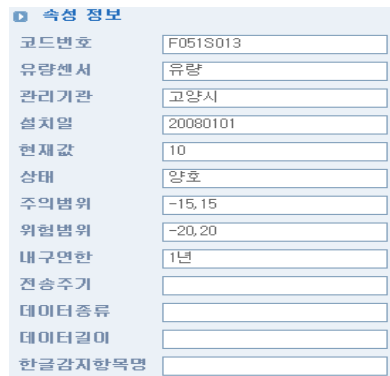 속성 정보
코드번호 F051S013
유량센서 유량
관리기관 고양시
설치일 20080101
현재값 10
상태 양호
주의범위 -15,15
위험범위 -20,20
내구연한 1년
전송주기
데이터종류
데이터길이
한글감지항목명